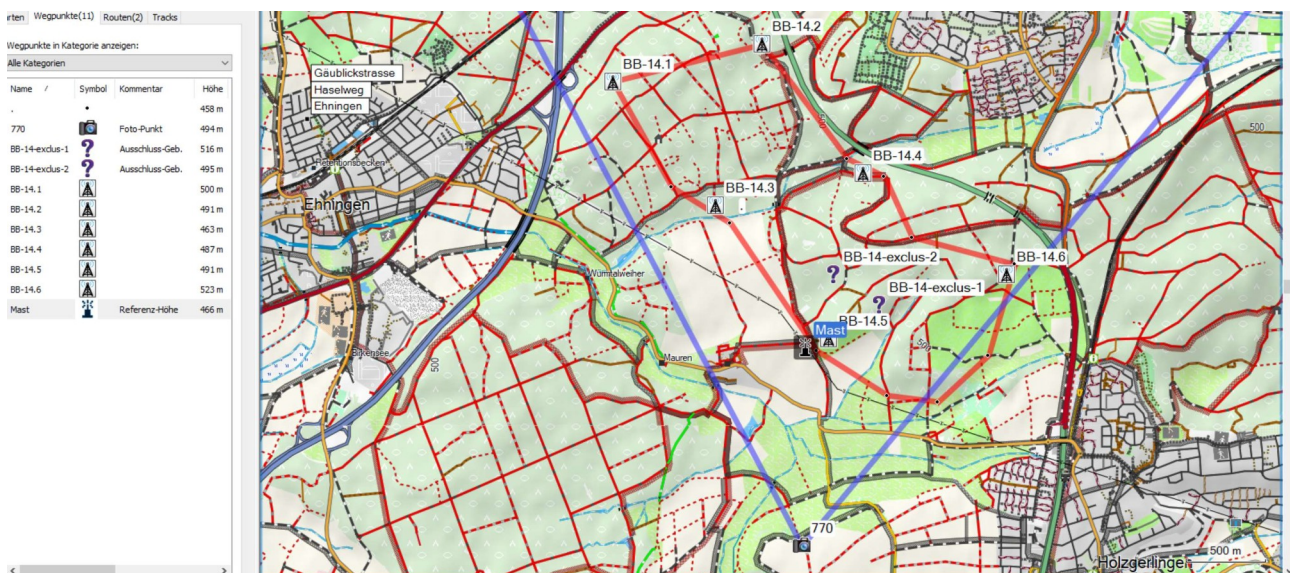 arten Wegpunkte(11) Routen(2) Tracks
Wegpunkte in Kategorie anzeigen:
Alle Kategorien
Name / Symbol Kommentar Höhe
. 458 m
770 Foto-Punkt 494 m
BB-14-exclus-1 Ausschluss-Geb. 516 m
BB-14-exclus-2 Ausschluss-Geb. 495 m
BB-14.1 500 m
BB-14.2 491 m
BB-14.3 463 m
BB-14.4 487 m
BB-14.5 491 m
BB-14.6 523 m
Mast Referenz-Höhe 466 m
BB-14.2
BB-14.1
Gäublickstrasse
Haselweg
Ehningen
500
Retentionsbecken
BB-14.4
BB-14.3
.
Ehningen
BB-14-exclus-2
BB-14.6
Würmtalweiher
BB-14-exclus-1
BB-14.5
Mast
500
Birkensee
500
Mauren
770
500 m
Holzgerlingen